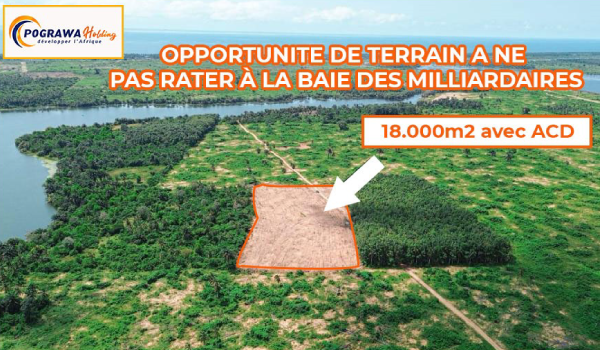 POGRAWA Holding
développer l'Afrique
OPPORTUNITE DE TERRAIN A NE
PAS RATER À LA BAIE DES MILLIARDAIRES
18.000m2 avec ACD